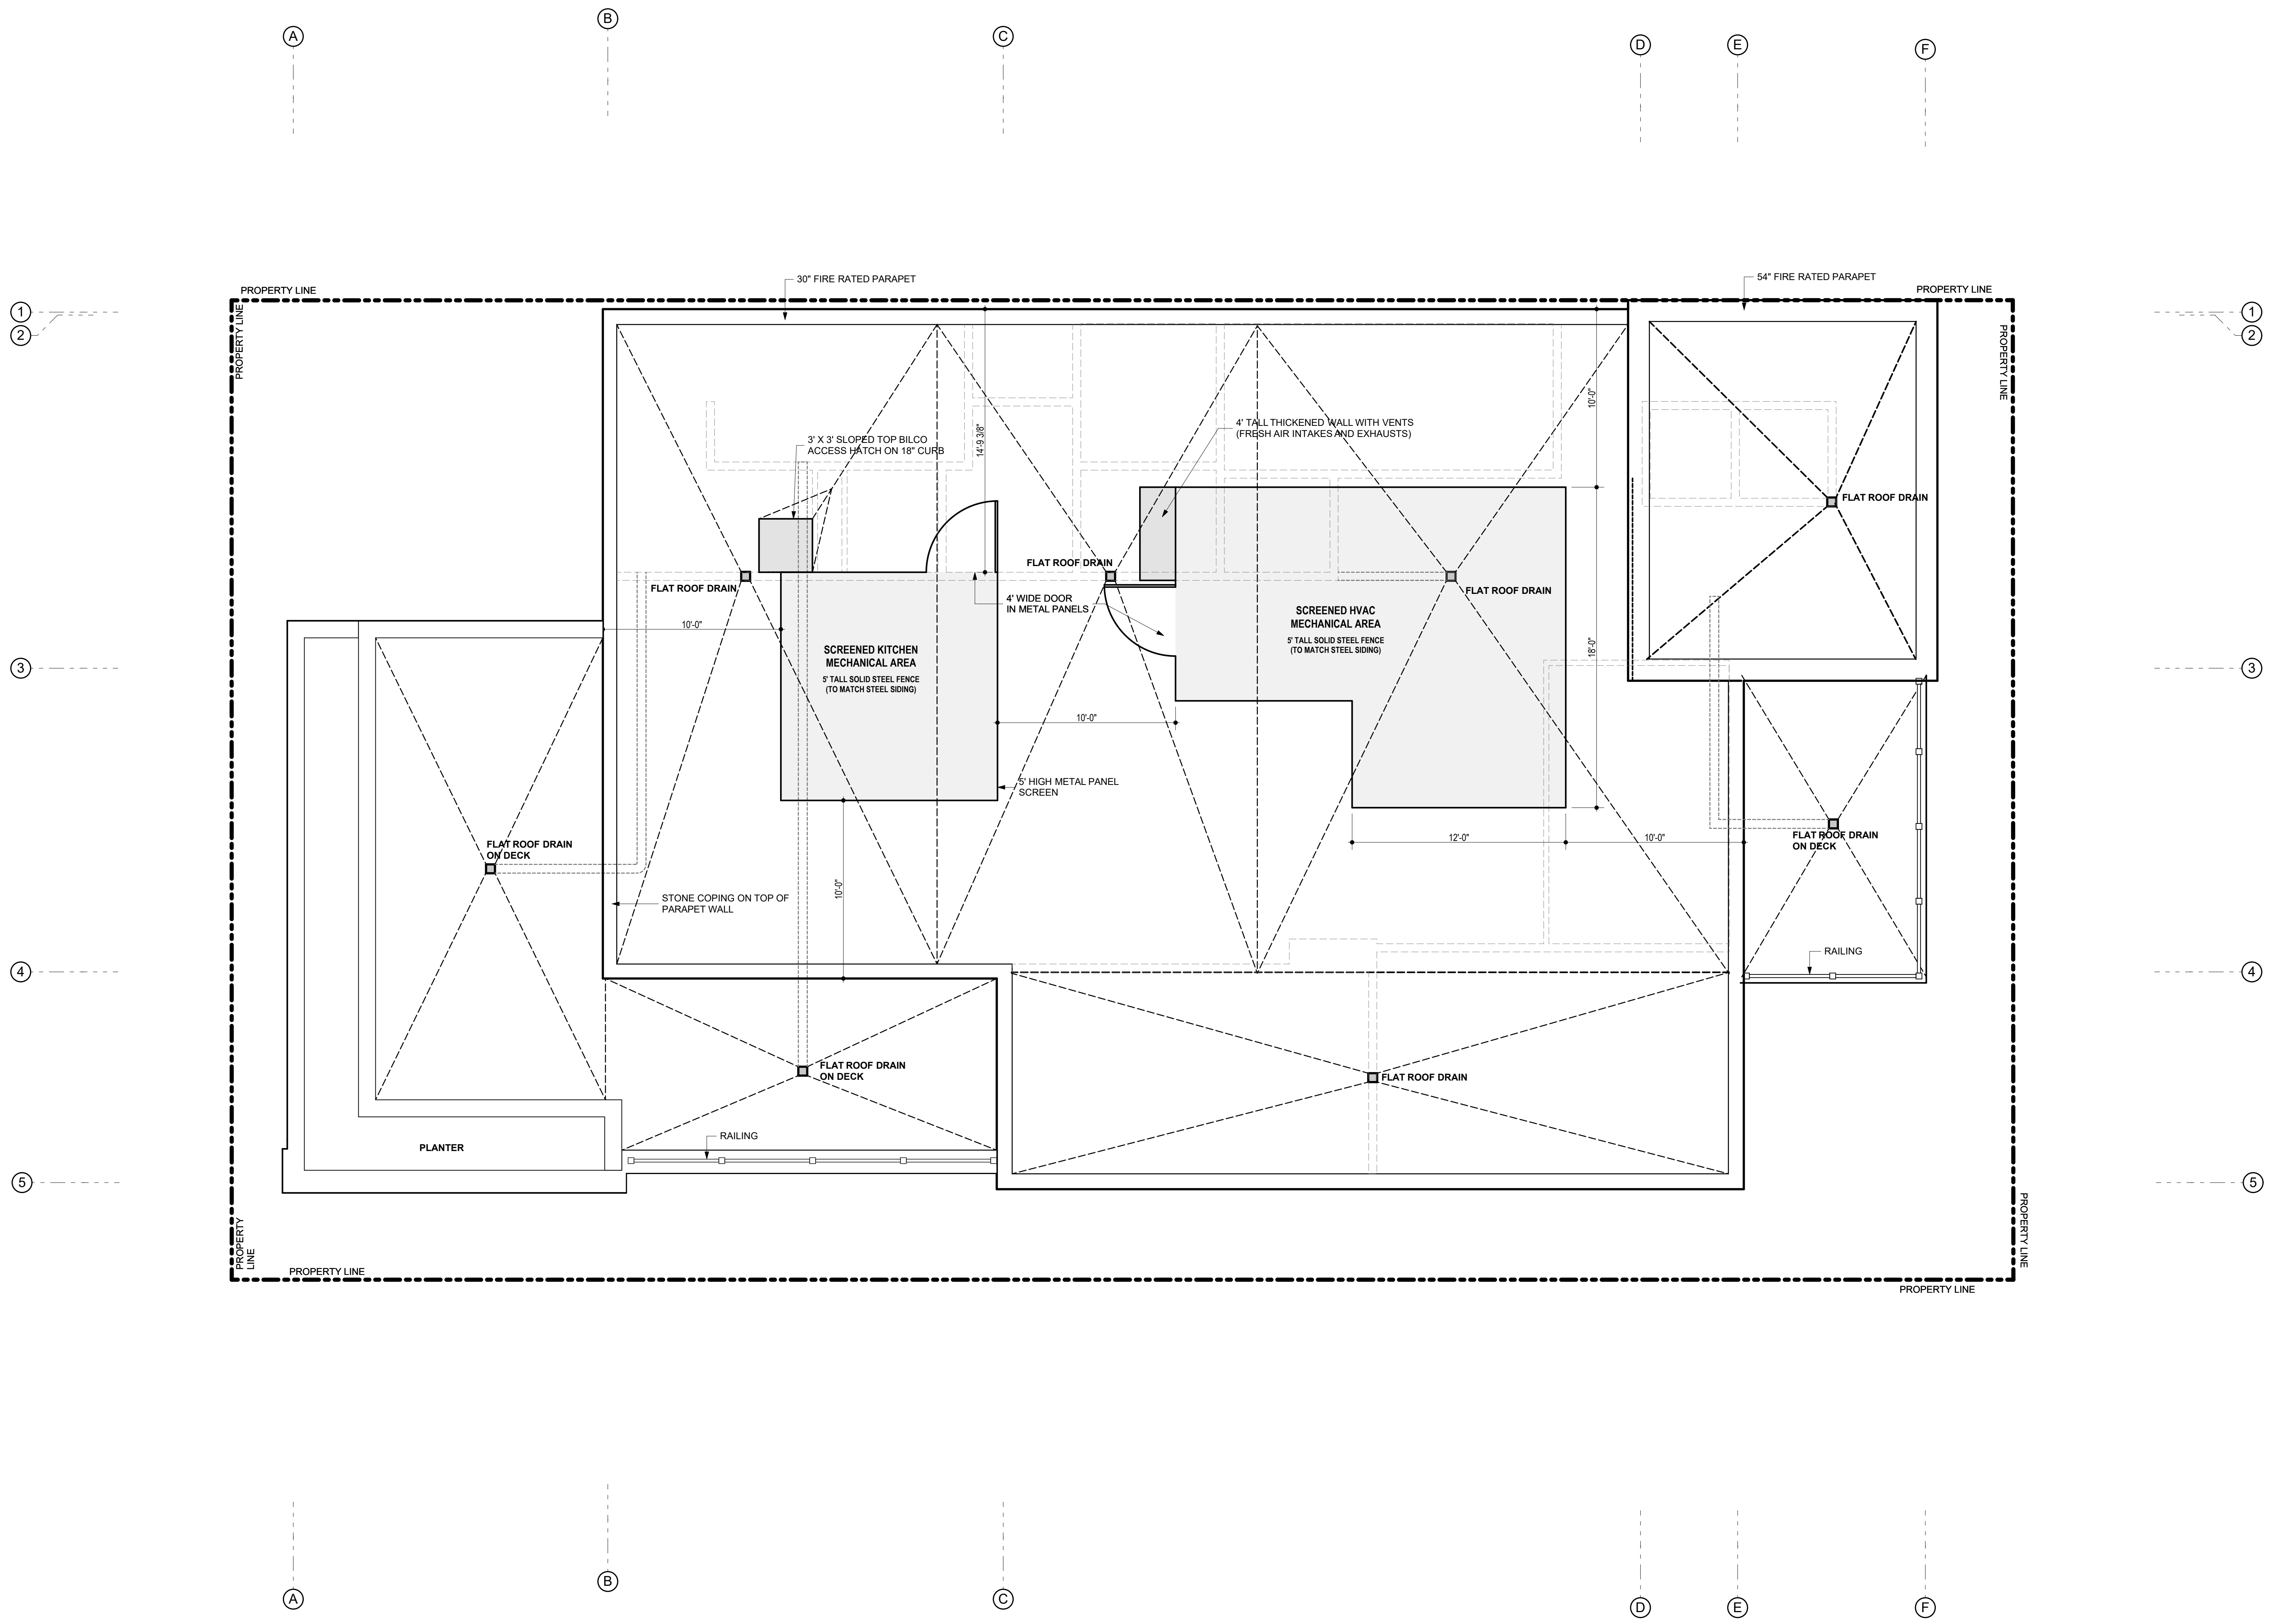 A
B
C
D
E
F
30" FIRE RATED PARAPET
54" FIRE RATED PARAPET
PROPERTY LINE
PROPERTY LINE
1
1
2
2
PROPERTY LINE
PROPERTY LINE
10'-0"
14'-9 3/8"
4' TALL THICKENED WALL WITH VENTS
(FRESH AIR INTAKES AND EXHAUSTS)
3' X 3' SLOPED TOP BILCO
ACCESS HATCH ON 18" CURB
FLAT ROOF DRAIN
FLAT ROOF DRAIN
FLAT ROOF DRAIN
FLAT ROOF DRAIN
4' WIDE DOOR
IN METAL PANELS
SCREENED HVAC
MECHANICAL AREA
5' TALL SOLID STEEL FENCE
(TO MATCH STEEL SIDING)
10'-0"
18'-0"
SCREENED KITCHEN
MECHANICAL AREA
5' TALL SOLID STEEL FENCE
(TO MATCH STEEL SIDING)
3
3
10'-0"
5' HIGH METAL PANEL
SCREEN
12'-0"
10'-0"
FLAT ROOF DRAIN
ON DECK
FLAT ROOF DRAIN
ON DECK
10'-0"
STONE COPING ON TOP OF
PARAPET WALL
RAILING
4
4
FLAT ROOF DRAIN
ON DECK
FLAT ROOF DRAIN
RAILING
PLANTER
5
5
PROPERTY
LINE
PROPERTY LINE
PROPERTY LINE
PROPERTY LINE
A
B
C
D
E
F